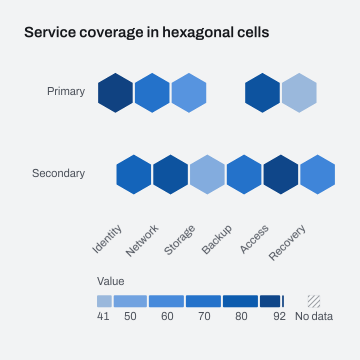 Service coverage in hexagonal cells
Primary
Secondary
Identity
Network
Storage
Backup
Access
Recovery
Value
41 50 60 70 80 92 No data